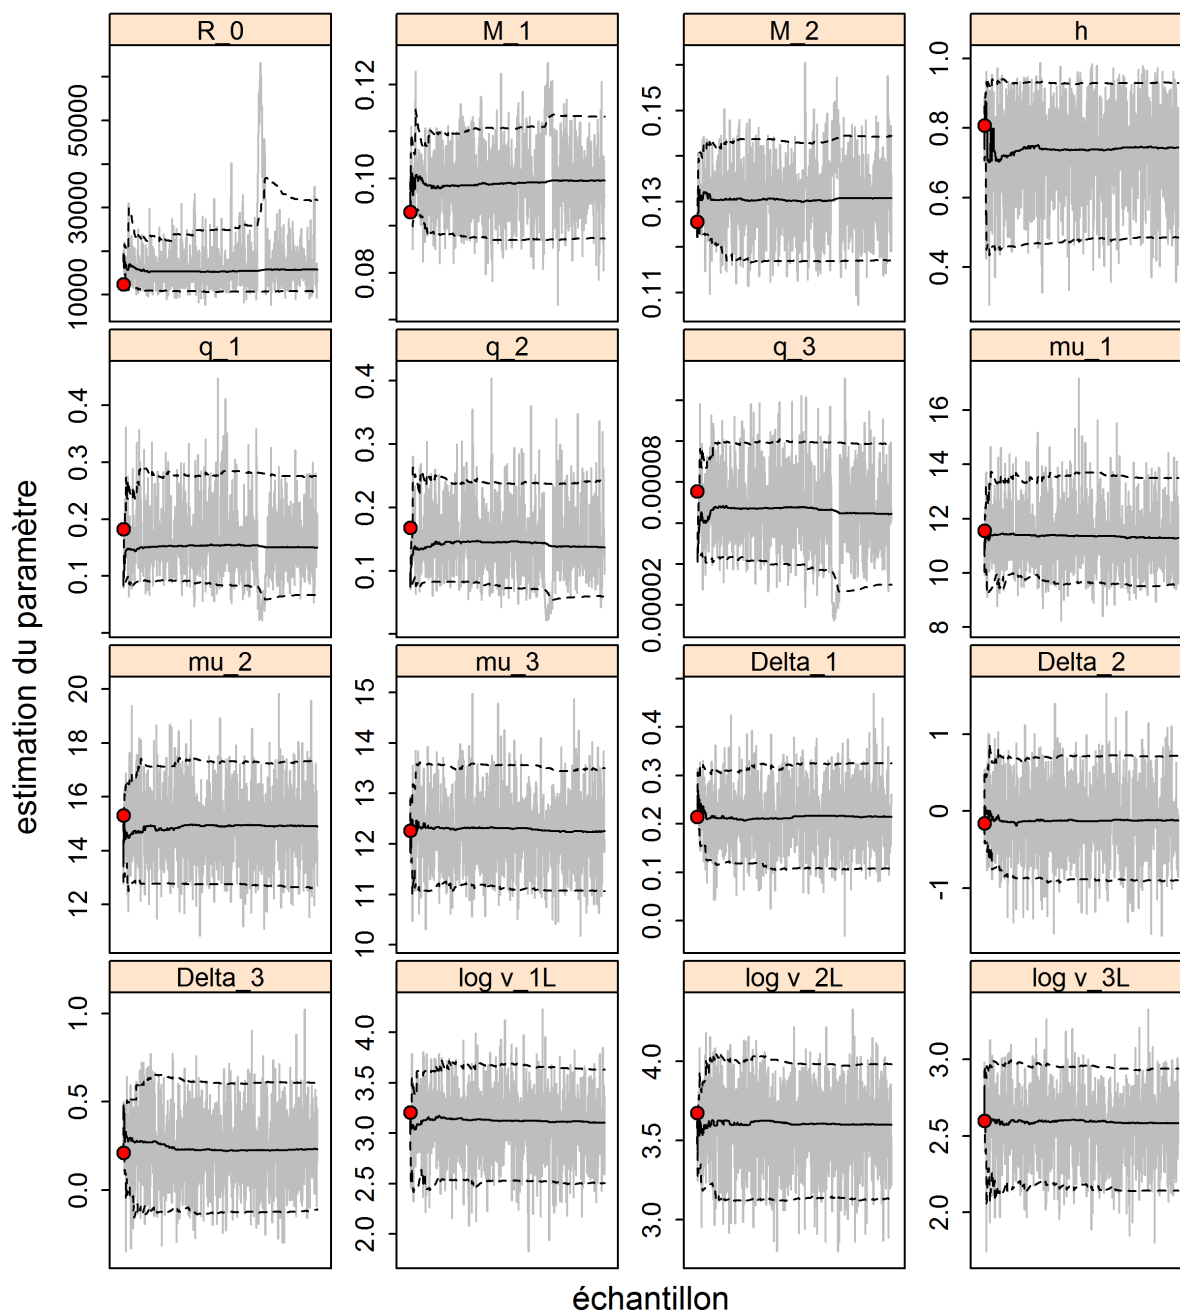 R_0
M_1
M_2
h
10000 30000 50000
0.08 0.10 0.12
0.11 0.13 0.15
0.4 0.6 0.8 1.0
q_1
q_2
q_3
mu_1
0.1 0.2 0.3 0.4
0.1 0.2 0.3 0.4
0.00002 0.00008
8 10 12 14 16
mu_2
mu_3
Delta_1
Delta_2
12 14 16 18 20
10 11 12 13 14 15
0.0 0.1 0.2 0.3 0.4
-1 0 1
Delta_3
log v_1L
log v_2L
log v_3L
0.0 0.5 1.0
2.0 2.5 3.0 3.5 4.0
3.0 3.5 4.0
2.0 2.5 3.0
estimation du paramètre
échantillon